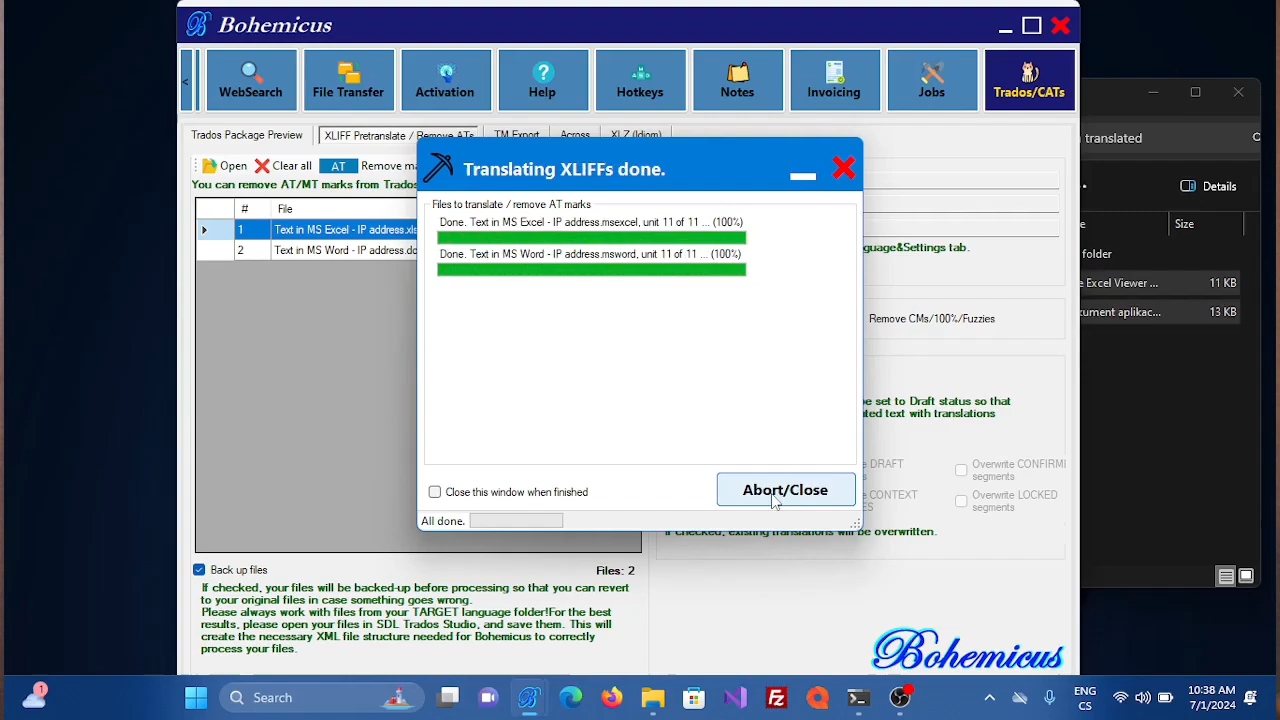 Bohemicus
<
WebSearch
File Transfer
Activation
Help
Hotkeys
Notes
Invoicing
Jobs
Trados/CATs
Trados Package Preview
XLIFF Pretranslate / Remove ATs
TM Export
Across
XLZ (Idiom)
Open
Clear all
AT
Remove ma
You can remove AT/MT marks from Trados
# File
1 Text in MS Excel - IP address.xls
2 Text in MS Word - IP address.do
Translating XLIFFs done.
Files to translate / remove AT marks
Done. Text in MS Excel - IP address.msexcel, unit 11 of 11 ... (100%)
Done. Text in MS Word - IP address.msword, unit 11 of 11 ... (100%)
Close this window when finished
Abort/Close
All done.
guage&Settings tab.
Remove CMs/100%/Fuzzies
be set to Draft status so that
ted text with translations
e DRAFT
Overwrite CONFIRM
segments
e CONTEXT
ES
Overwrite LOCKED
segments
If checked, existing translations will be overwritten.
Back up files
Files: 2
If checked, your files will be backed-up before processing so that you can revert
to your original files in case something goes wrong.
Please always work with files from your TARGET language folder!For the best
results, please open your files in SDL Trados Studio, and save them. This will
create the necessary XML file structure needed for Bohemicus to correctly
process your files.
Bohemicus
anslated
Details
Size
folder
e Excel Viewer ...
11 KB
cument aplikac...
13 KB
1
Search
ENG
CS
10:38 AM
7/1/2024